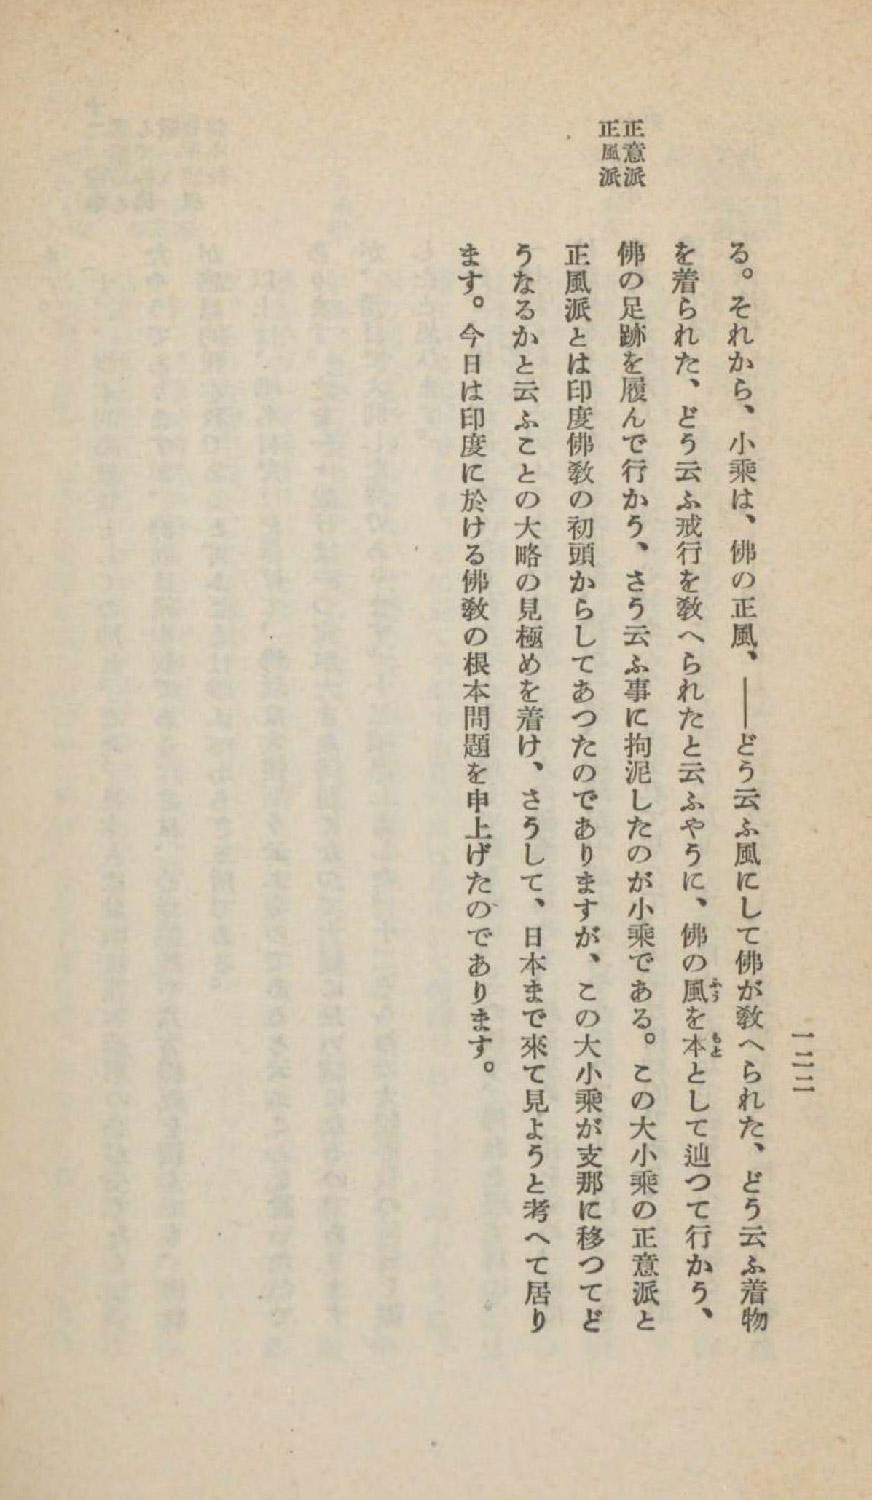 一二二
正意派
正風派
る。それから、小乘は、佛の正風、――どう云ふ風にして佛が敎へられた、どう云ふ着物
を着られた、どう云ふ戒行を敎へられたと云ふやうに、佛の風ふうを本もととして辿つて行かう、
佛の足跡を履んで行かう、さう云ふ事に拘泥したのが小乘である。この大小乘の正意派と
正風派とは印度佛敎の初頭からしてあつたのでありますが、この大小乘が支那に移つてど
うなるかと云ふことの大略の見極めを着け、さうして、日本まで來て見ようと考へて居り
ます。今日は印度に於ける佛敎の根本問題を申上げたのであります。